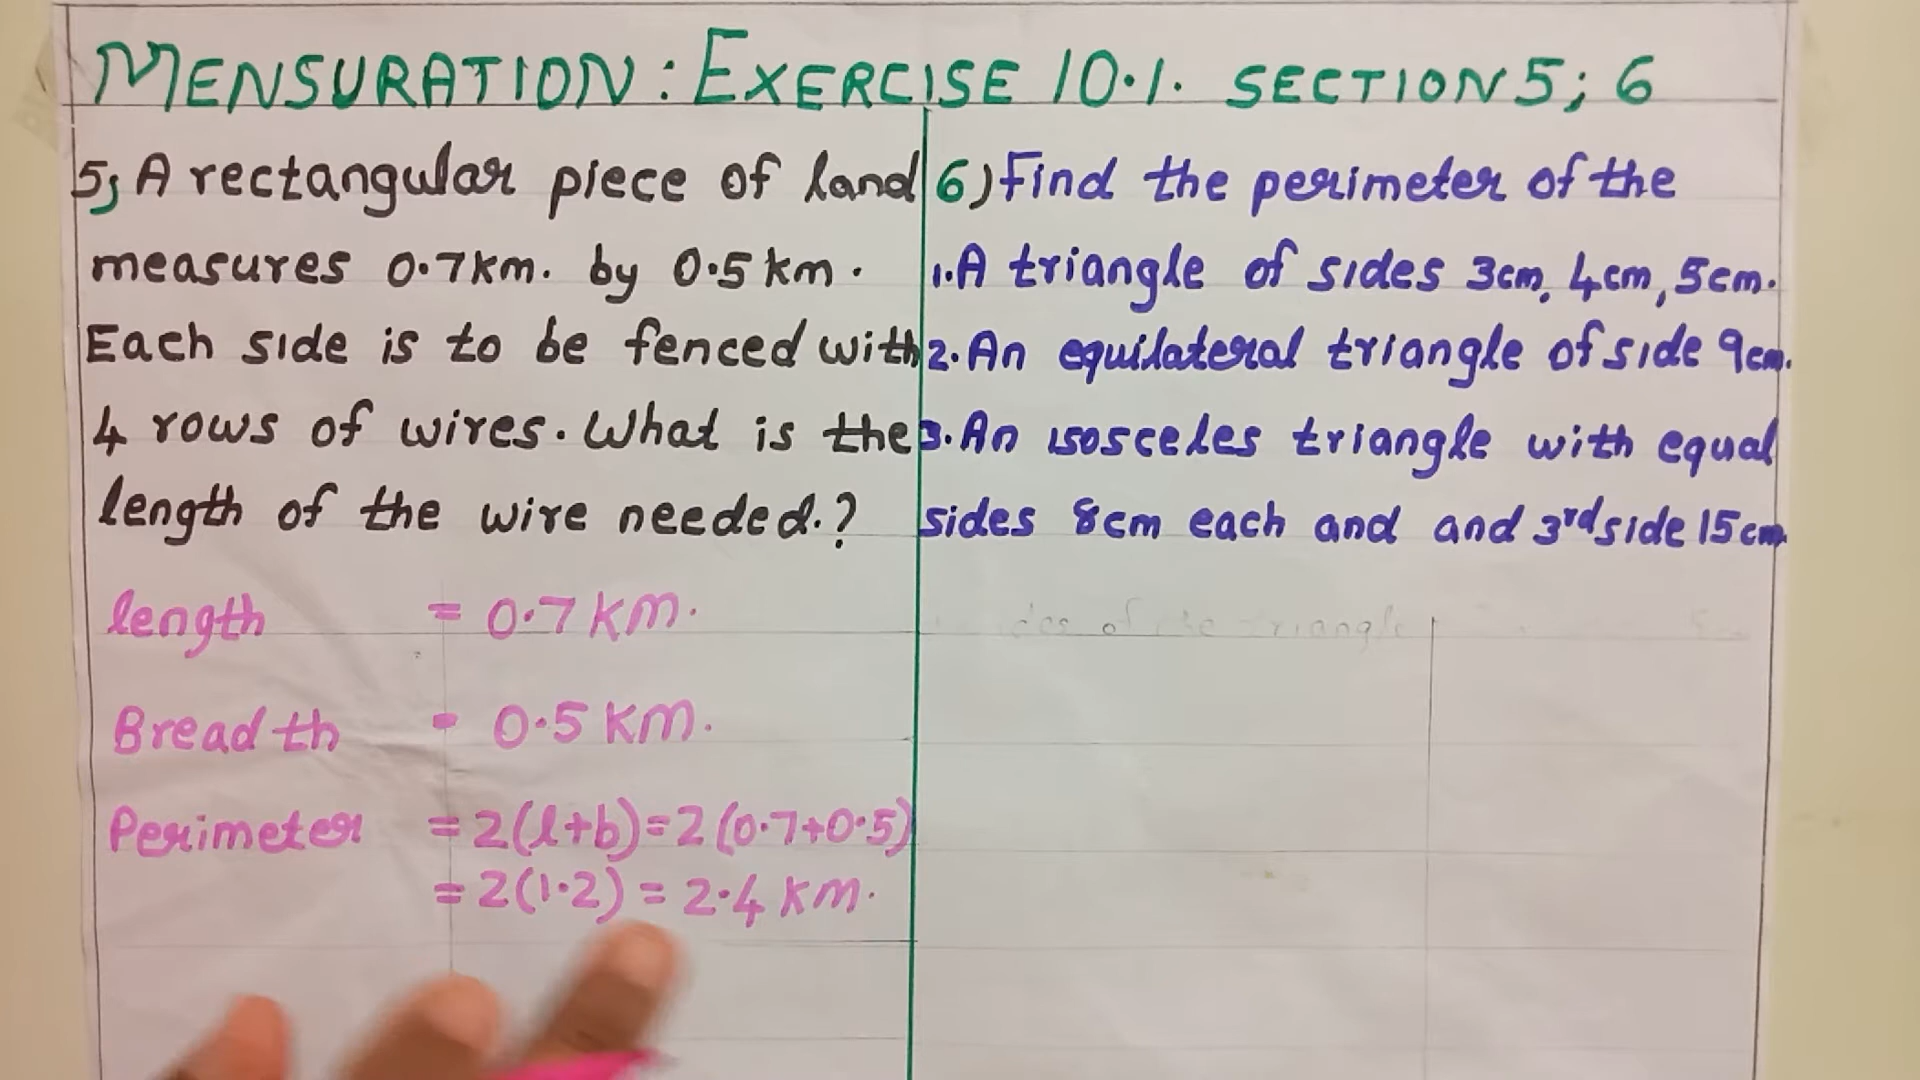 MENSURATION: EXERCISE 10.1. SECTION 5; 6
5; A rectangular piece of land
measures 0.7km. by 0.5 km.
Each side is to be fenced with
4 rows of wires. What is the
length of the wire needed.?
length = 0.7 KM.
Breadth = 0.5 KM.
Perimeter = 2(l+b)=2(0.7+0.5)
= 2(1.2) = 2.4 KM.
6) Find the perimeter of the
1. A triangle of sides 3cm, 4cm, 5cm.
2. An equilateral triangle of side 9cm.
3. An isosceles triangle with equal
sides 8cm each and and 3rd side 15cm.
of the triangle